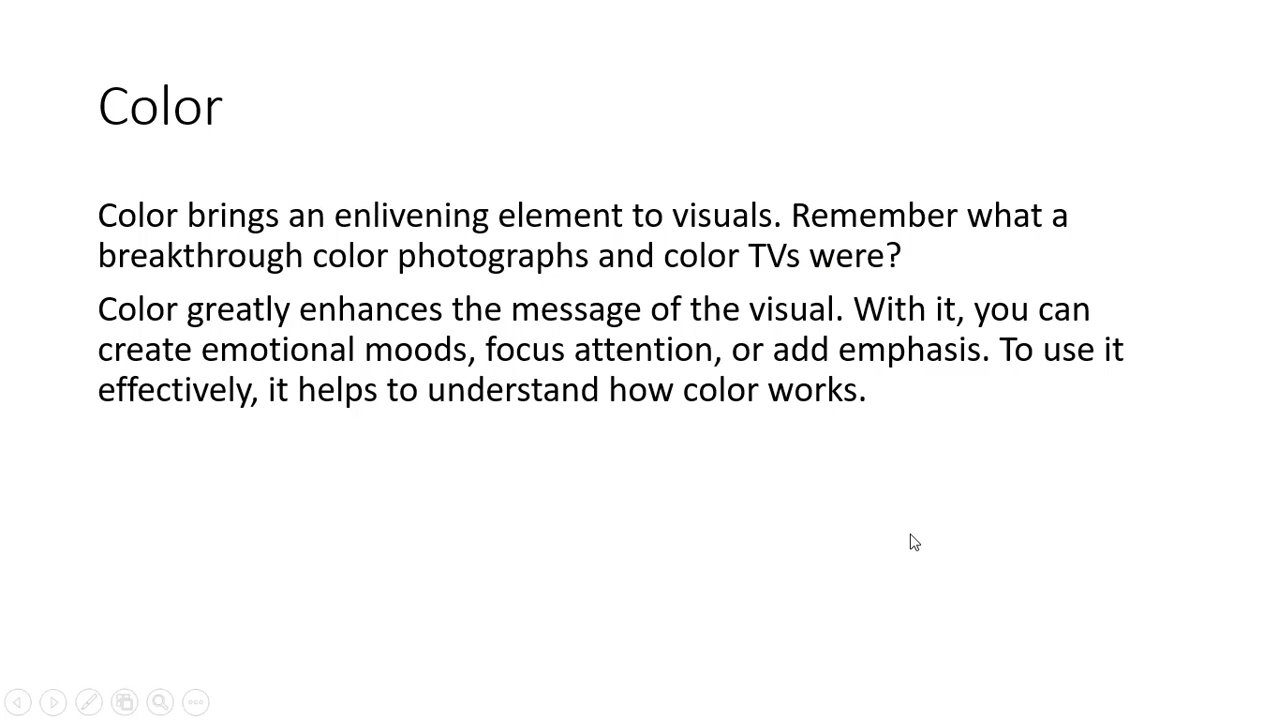 Color
Color brings an enlivening element to visuals. Remember what a
breakthrough color photographs and color TVs were?
Color greatly enhances the message of the visual. With it, you can
create emotional moods, focus attention, or add emphasis. To use it
effectively, it helps to understand how color works.